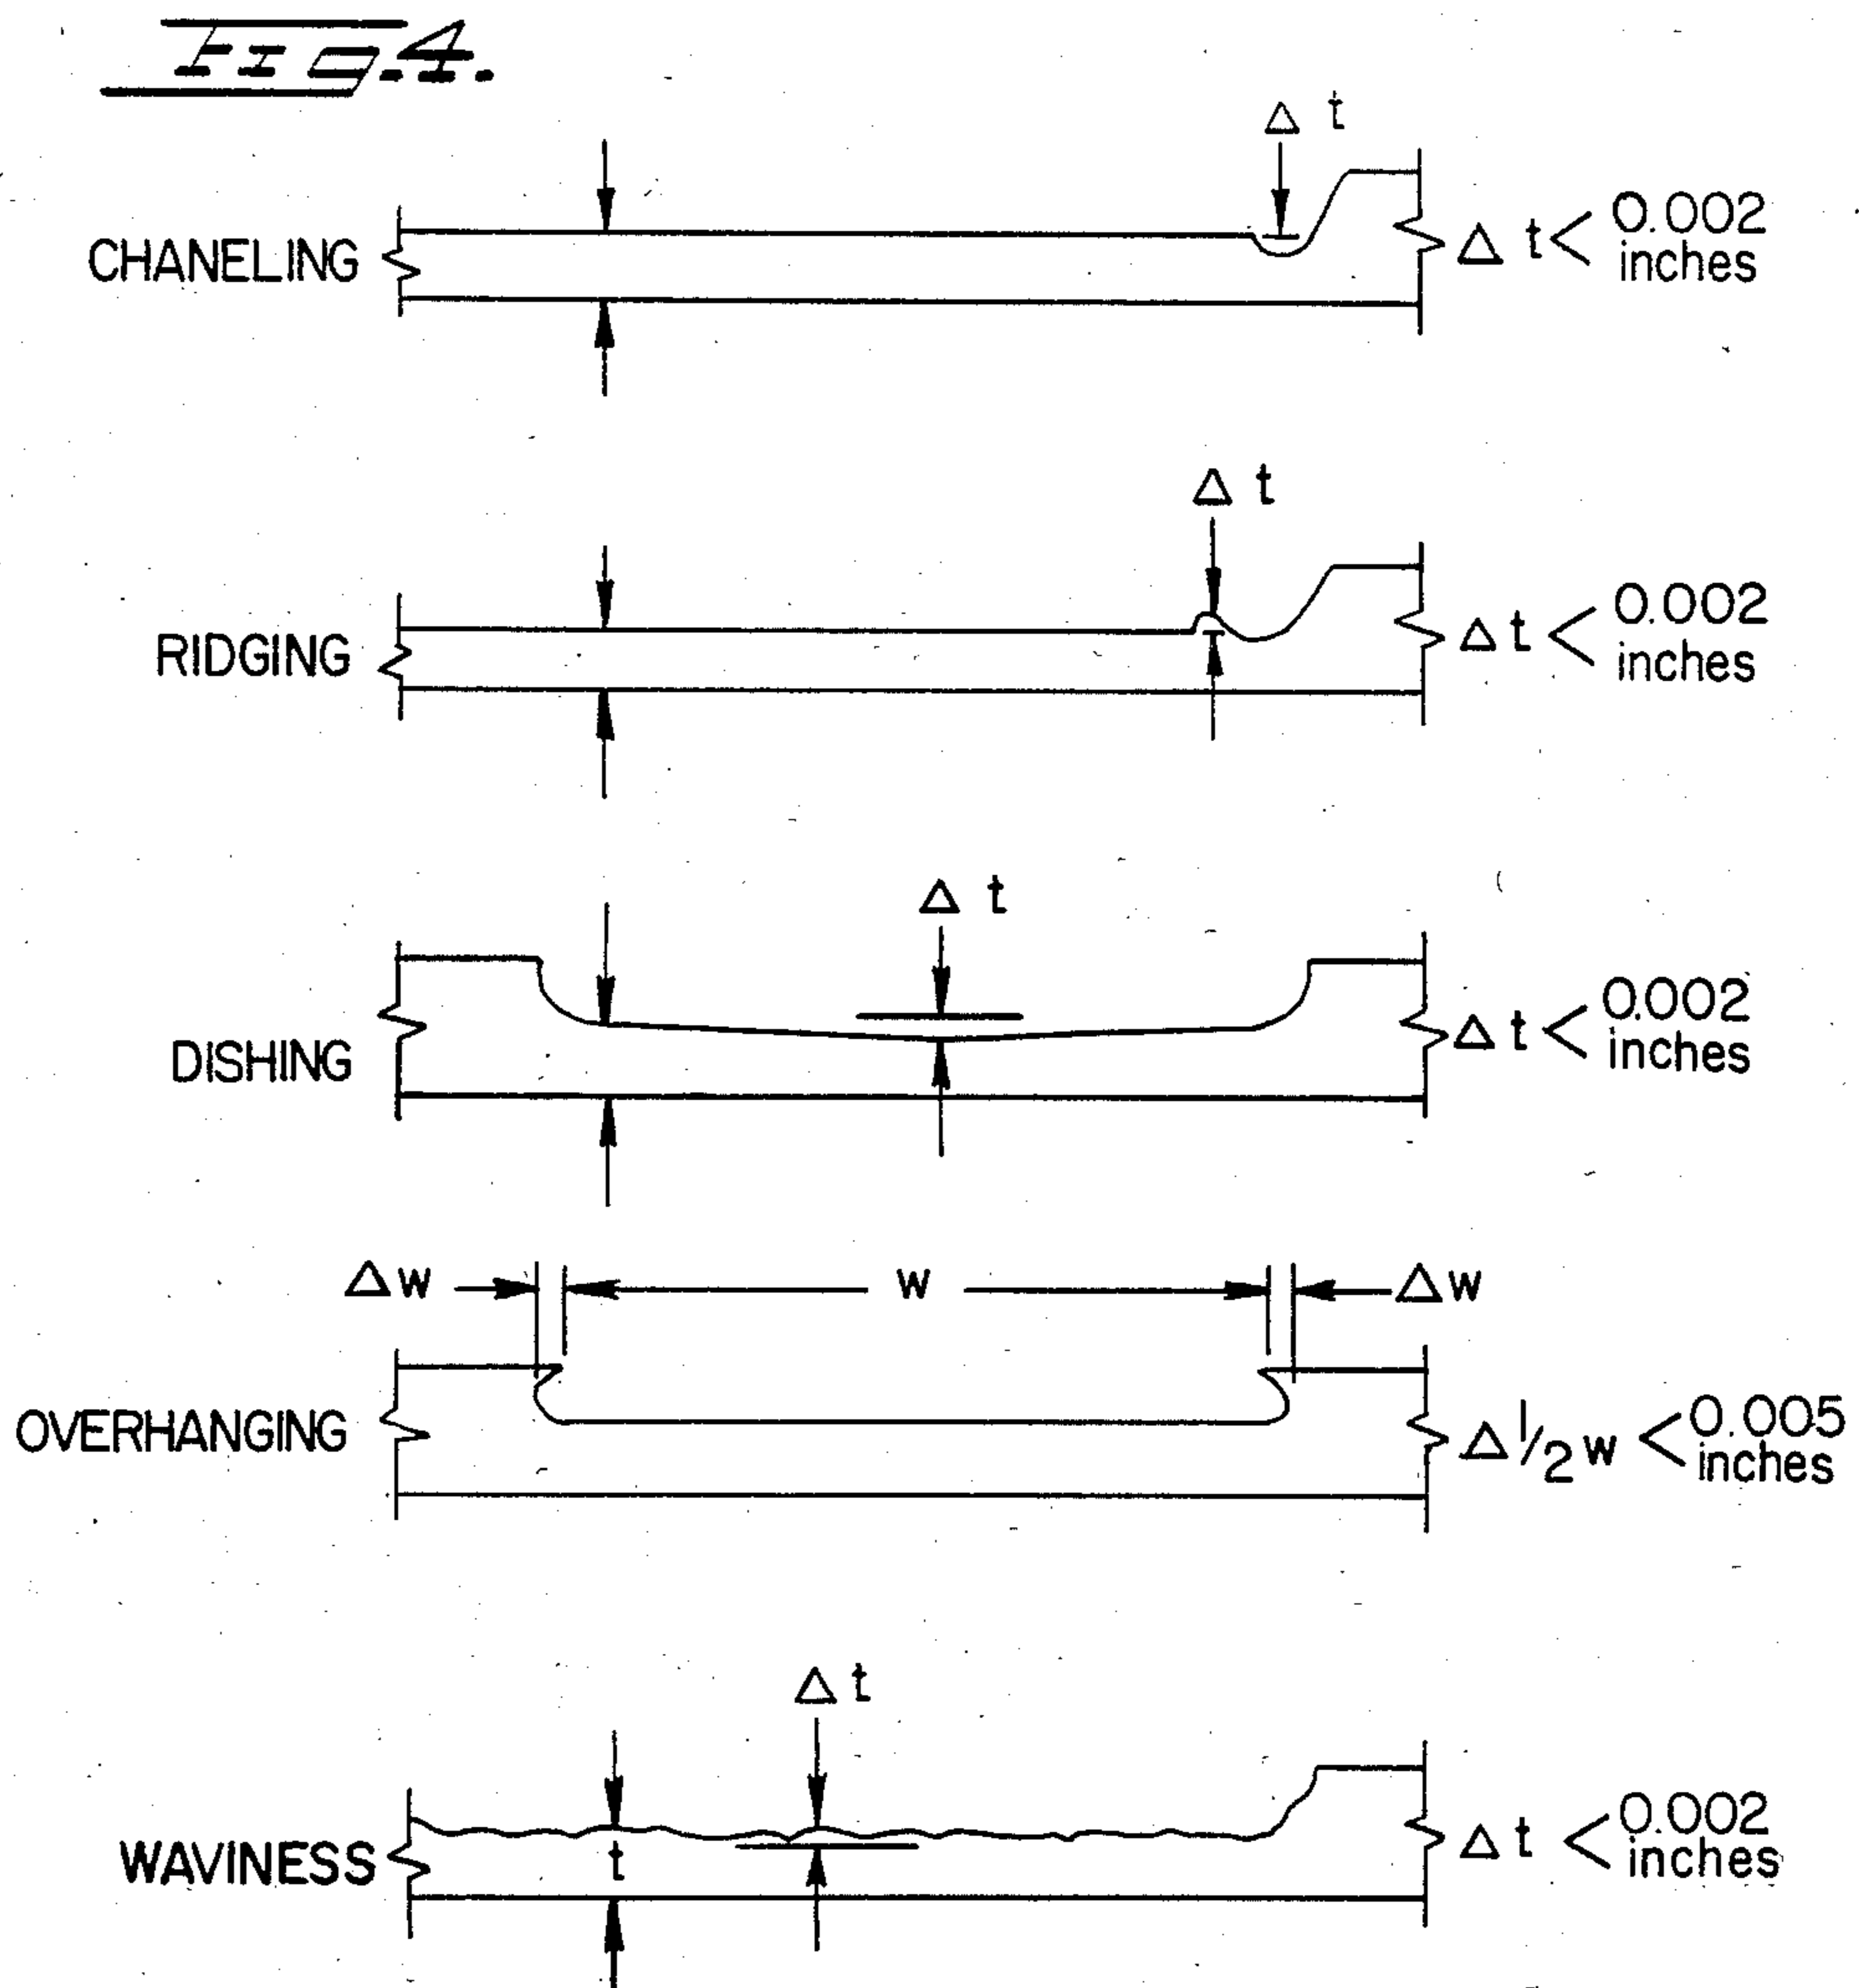 Fig.4.
Δ t
CHANELING
Δ t < 0.002
inches
Δ t
RIDGING
Δ t < 0.002
inches
Δ t
DISHING
Δ t < 0.002
inches
Δw w Δw
OVERHANGING
Δ 1/2 w < 0.005
inches
Δ t
t
WAVINESS
Δ t < 0.002
inches